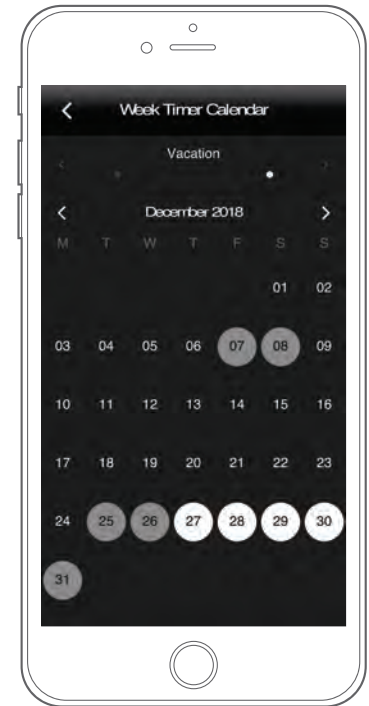 Week Timer Calendar
Vacation
December 2018
M T W T F S S
01 02
03 04 05 06 07 08 09
10 11 12 13 14 15 16
17 18 19 20 21 22 23
24 25 26 27 28 29 30
31